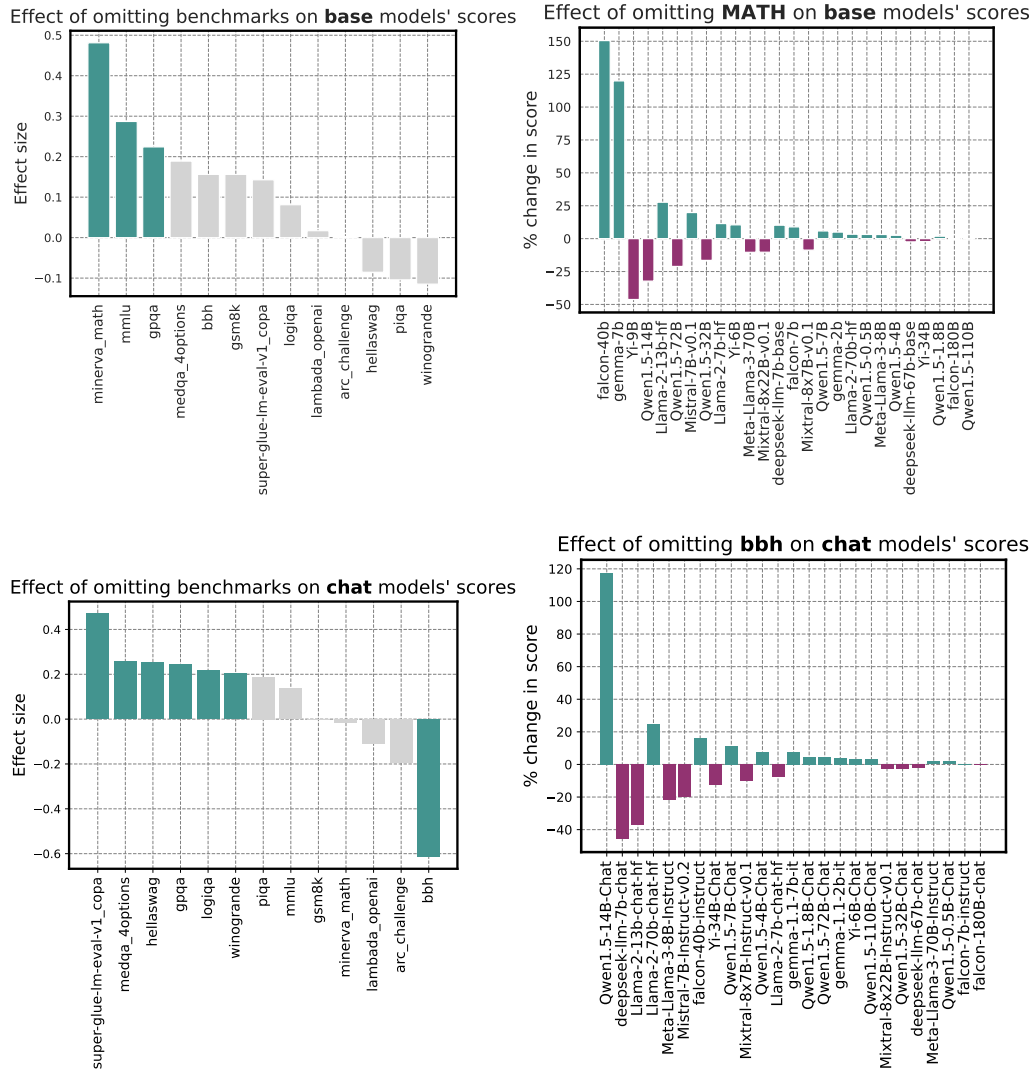 Effect of omitting benchmarks on base models' scores
Effect size
0.5
0.4
0.3
0.2
0.1
0.0
−0.1
minerva_math
mmlu
gpqa
medqa_4options
bbh
gsm8k
super-glue-lm-eval-v1_copa
logiqa
lambada_openai
arc_challenge
hellaswag
piqa
winogrande
Effect of omitting MATH on base models' scores
% change in score
150
125
100
75
50
25
0
−25
−50
falcon-40b
gemma-7b
Yi-9B
Qwen1.5-14B
Llama-2-13b-hf
Qwen1.5-72B
Mistral-7B-v0.1
Qwen1.5-32B
Llama-2-7b-hf
Yi-6B
Meta-Llama-3-70B
Mixtral-8x22B-v0.1
deepseek-llm-7b-base
falcon-7b
Mixtral-8x7B-v0.1
Qwen1.5-7B
gemma-2b
Llama-2-70b-hf
Qwen1.5-0.5B
Meta-Llama-3-8B
Qwen1.5-4B
deepseek-llm-67b-base
Yi-34B
Qwen1.5-1.8B
falcon-180B
Qwen1.5-110B
Effect of omitting benchmarks on chat models' scores
Effect size
0.4
0.2
0.0
−0.2
−0.4
−0.6
super-glue-lm-eval-v1_copa
medqa_4options
hellaswag
gpqa
logiqa
winogrande
piqa
mmlu
gsm8k
minerva_math
lambada_openai
arc_challenge
bbh
Effect of omitting bbh on chat models' scores
% change in score
120
100
80
60
40
20
0
−20
−40
Qwen1.5-14B-Chat
deepseek-llm-7b-chat
Llama-2-13b-chat-hf
Llama-2-70b-chat-hf
Meta-Llama-3-8B-Instruct
Mistral-7B-Instruct-v0.2
falcon-40b-instruct
Yi-34B-Chat
Qwen1.5-7B-Chat
Mixtral-8x7B-Instruct-v0.1
Qwen1.5-4B-Chat
Llama-2-7b-chat-hf
gemma-1.1-7b-it
Qwen1.5-1.8B-Chat
Qwen1.5-72B-Chat
gemma-1.1-2b-it
Yi-6B-Chat
Qwen1.5-110B-Chat
Mixtral-8x22B-Instruct-v0.1
Qwen1.5-32B-Chat
deepseek-llm-67b-chat
Meta-Llama-3-70B-Instruct
Qwen1.5-0.5B-Chat
falcon-7b-instruct
falcon-180B-chat